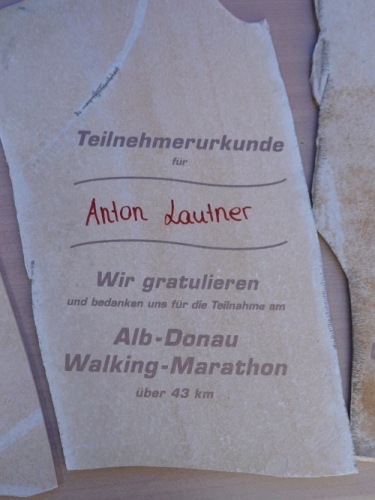 Teilnehmerurkunde
für
Anton Lautner
Wir gratulieren
und bedanken uns für die Teilnahme am
Alb-Donau
Walking-Marathon
über 43 km